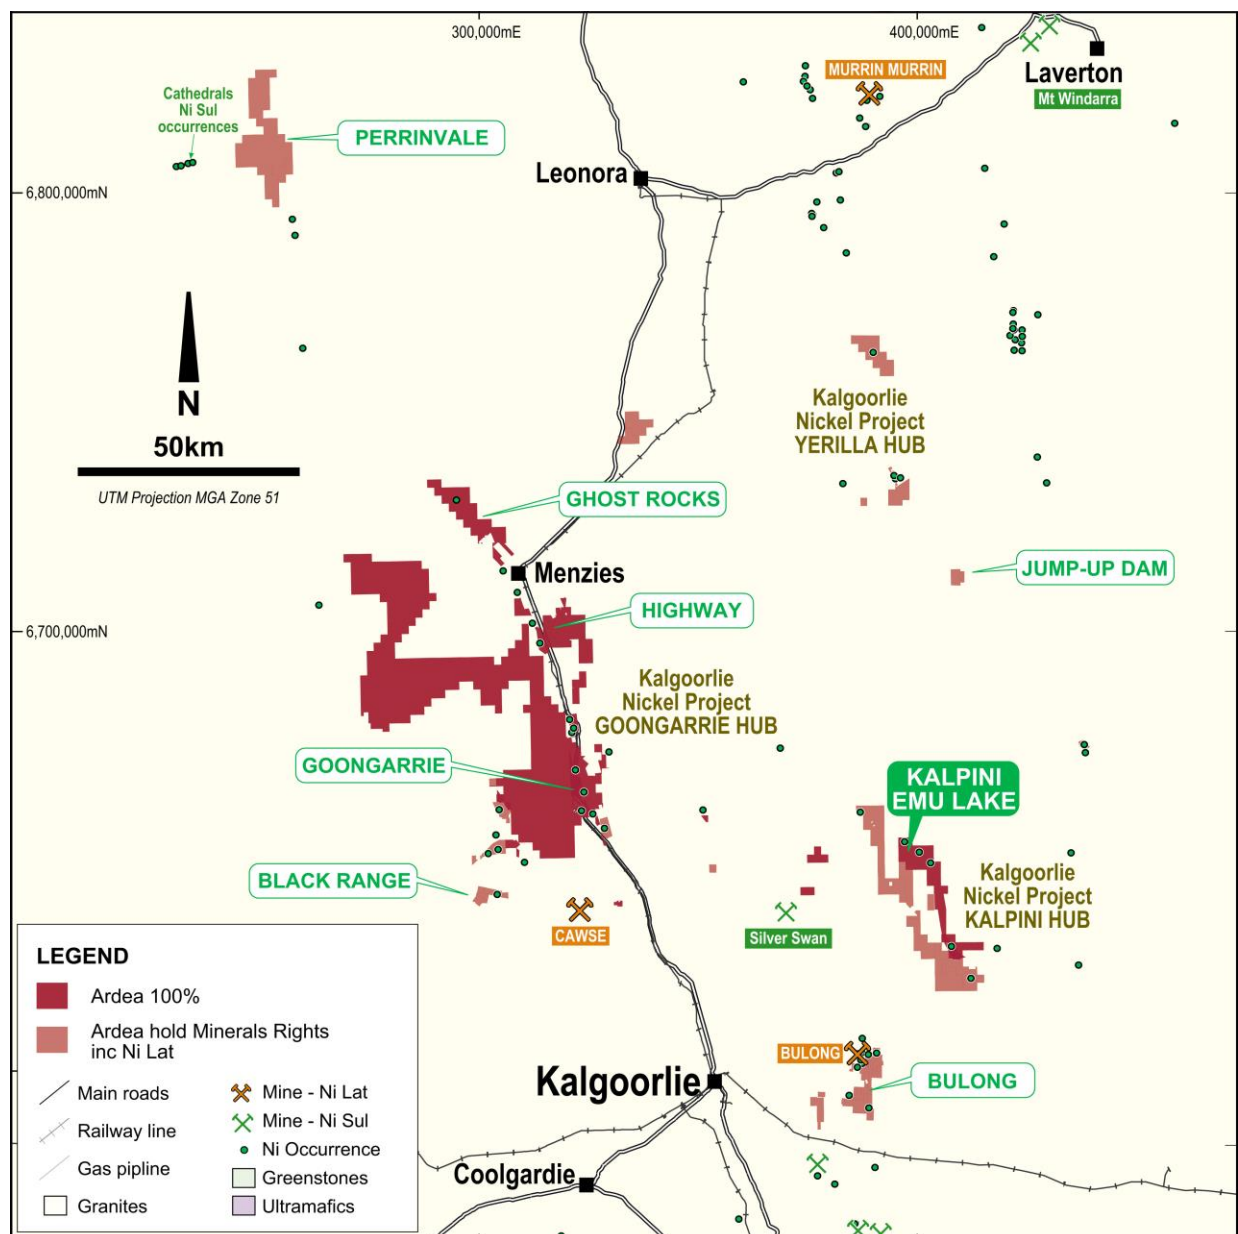 300,000mE
400,000mE
Cathedrals
Ni Sul
occurrences
PERRINVALE
MURRIN MURRIN
Laverton
Mt Windarra
Leonora
6,800,000mN
N
50km
UTM Projection MGA Zone 51
Kalgoorlie
Nickel Project
YERILLA HUB
GHOST ROCKS
Menzies
JUMP-UP DAM
HIGHWAY
6,700,000mN
Kalgoorlie
Nickel Project
GOONGARRIE HUB
GOONGARRIE
KALPINI
EMU LAKE
BLACK RANGE
Kalgoorlie
Nickel Project
KALPINI HUB
CAWSE
Silver Swan
BULONG
BULONG
Kalgoorlie
Coolgardie
LEGEND
Ardea 100%
Ardea hold Minerals Rights
inc Ni Lat
Main roads
Railway line
Gas pipline
Granites
Mine - Ni Lat
Mine - Ni Sul
Ni Occurrence
Greenstones
Ultramafics